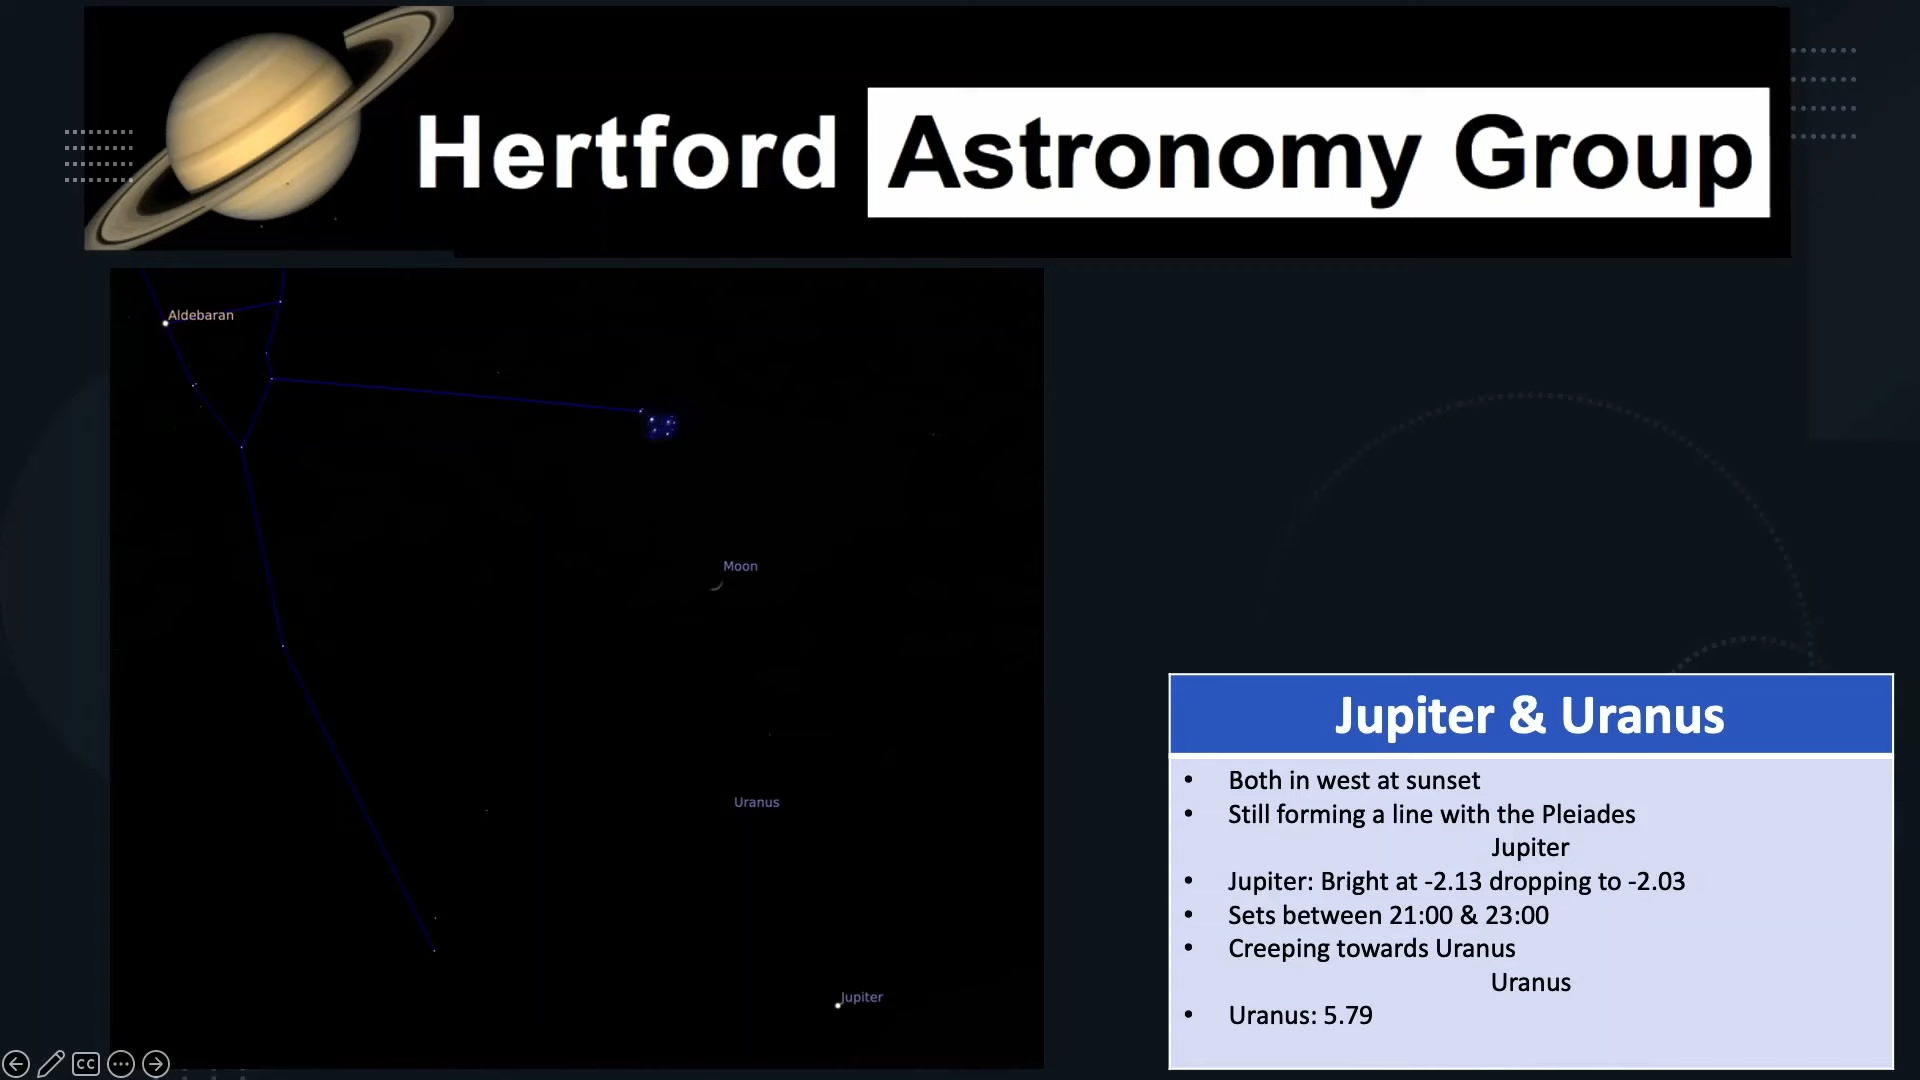 Hertford Astronomy Group
Aldebaran
Moon
Uranus
Jupiter
Jupiter & Uranus
• Both in west at sunset
• Still forming a line with the Pleiades
Jupiter
• Jupiter: Bright at -2.13 dropping to -2.03
• Sets between 21:00 & 23:00
• Creeping towards Uranus
Uranus
• Uranus: 5.79
CC